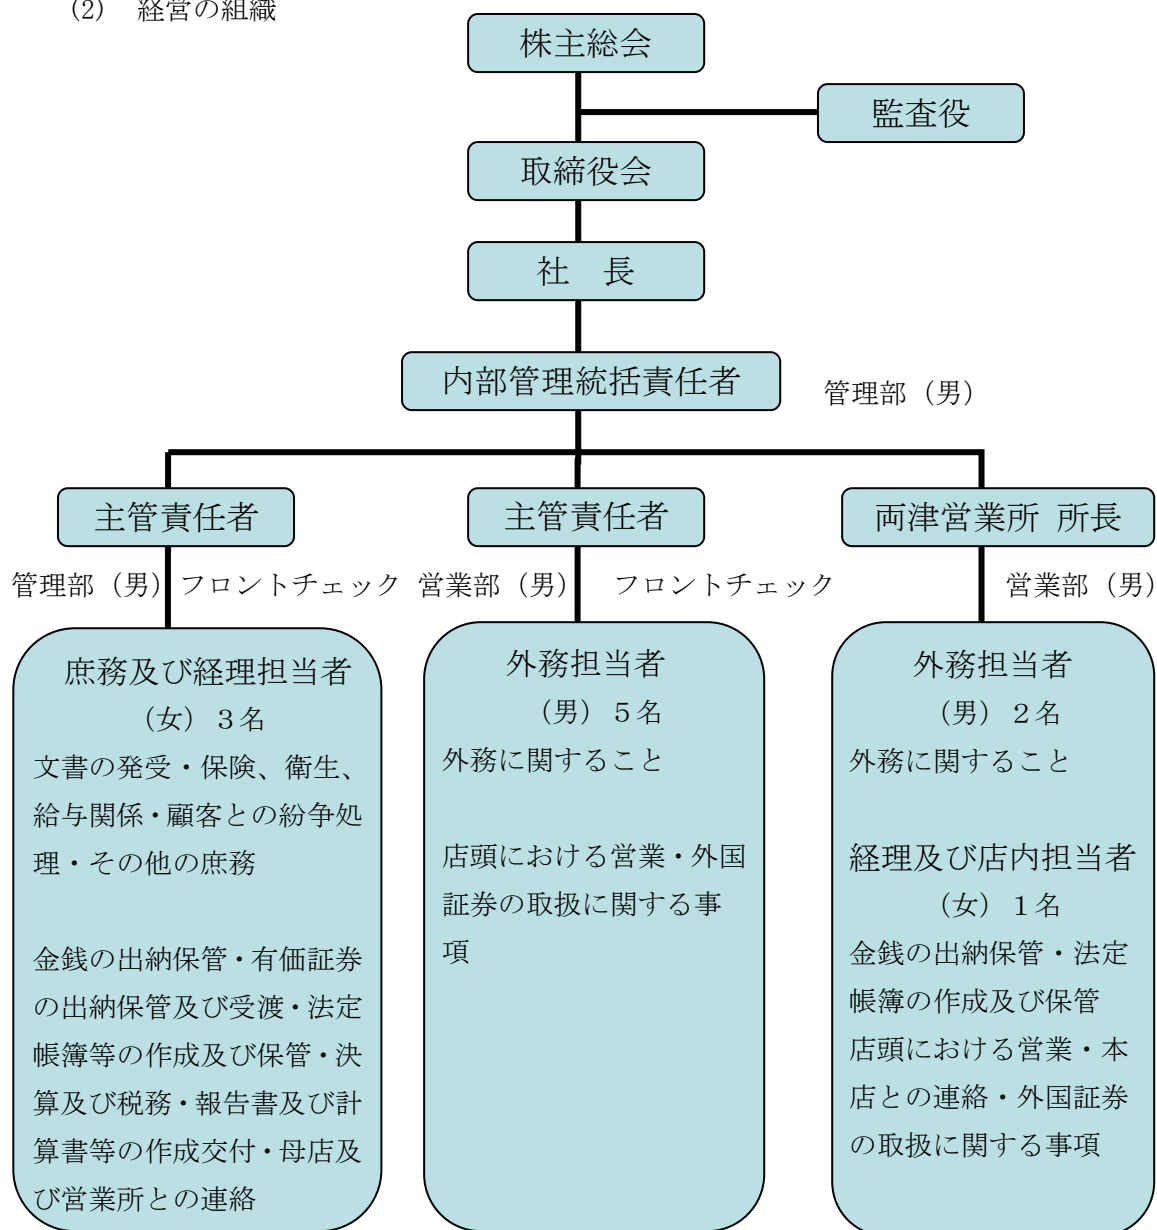 (2) 経営の組織
株主総会
監査役
取締役会
社 長
内部管理統括責任者
管理部（男）
主管責任者
主管責任者
両津営業所 所長
管理部（男）
フロントチェック
営業部（男）
フロントチェック
営業部（男）
庶務及び経理担当者
（女）３名
文書の発受・保険、衛生、
給与関係・顧客との紛争処
理・その他の庶務
金銭の出納保管・有価証券
の出納保管及び受渡・法定
帳簿等の作成及び保管・決
算及び税務・報告書及び計
算書等の作成交付・母店及
び営業所との連絡
外務担当者
（男）５名
外務に関すること
店頭における営業・外国
証券の取扱に関する事
項
外務担当者
（男）２名
外務に関すること
経理及び店内担当者
（女）１名
金銭の出納保管・法定
帳簿の作成及び保管
店頭における営業・本
店との連絡・外国証券
の取扱に関する事項